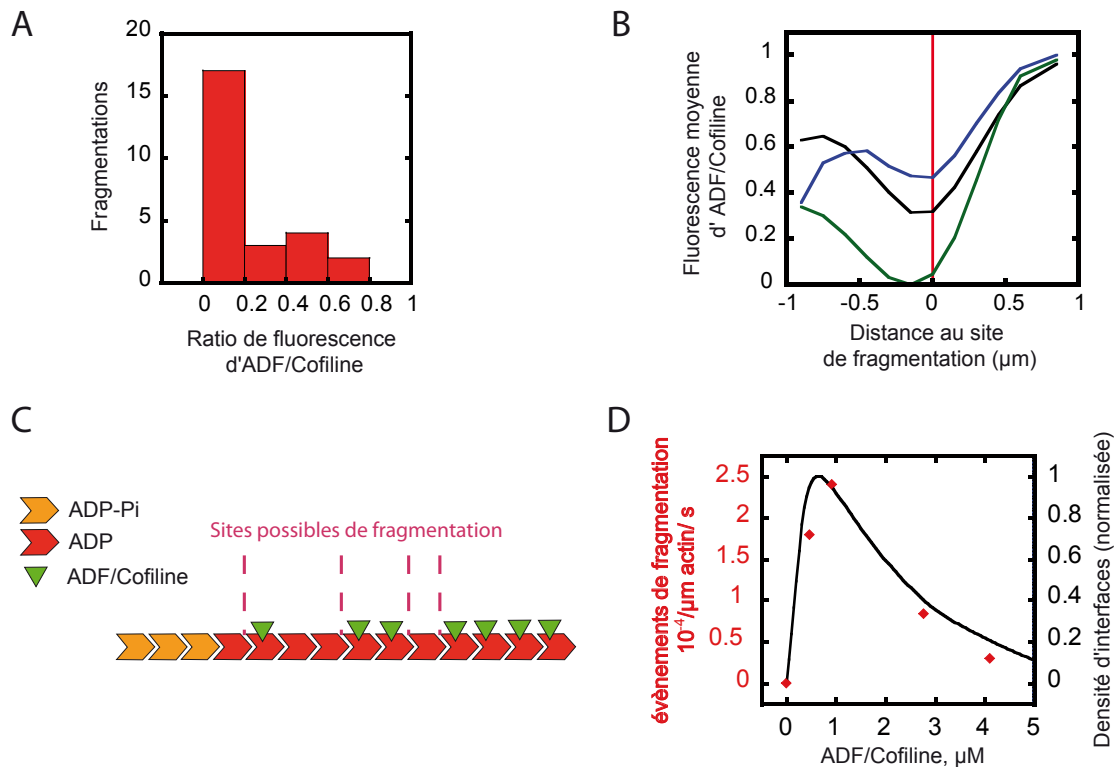 A
20
15
10
5
0
Fragmentations
0 0.2 0.4 0.6 0.8 1
Ratio de fluorescence
d'ADF/Cofiline
B
1
0.8
0.6
0.4
0.2
0
Fluorescence moyenne
d' ADF/Cofiline
-1 -0.5 0 0.5 1
Distance au site
de fragmentation (µm)
C
ADP-Pi
ADP
ADF/Cofiline
Sites possibles de fragmentation
D
évènements de fragmentation
10⁻⁴/µm actin/ s
2.5
2
1.5
1
0.5
0
1
0.8
0.6
0.4
0.2
0
Densité d'interfaces (normalisée)
0 1 2 3 4 5
ADF/Cofiline, µM